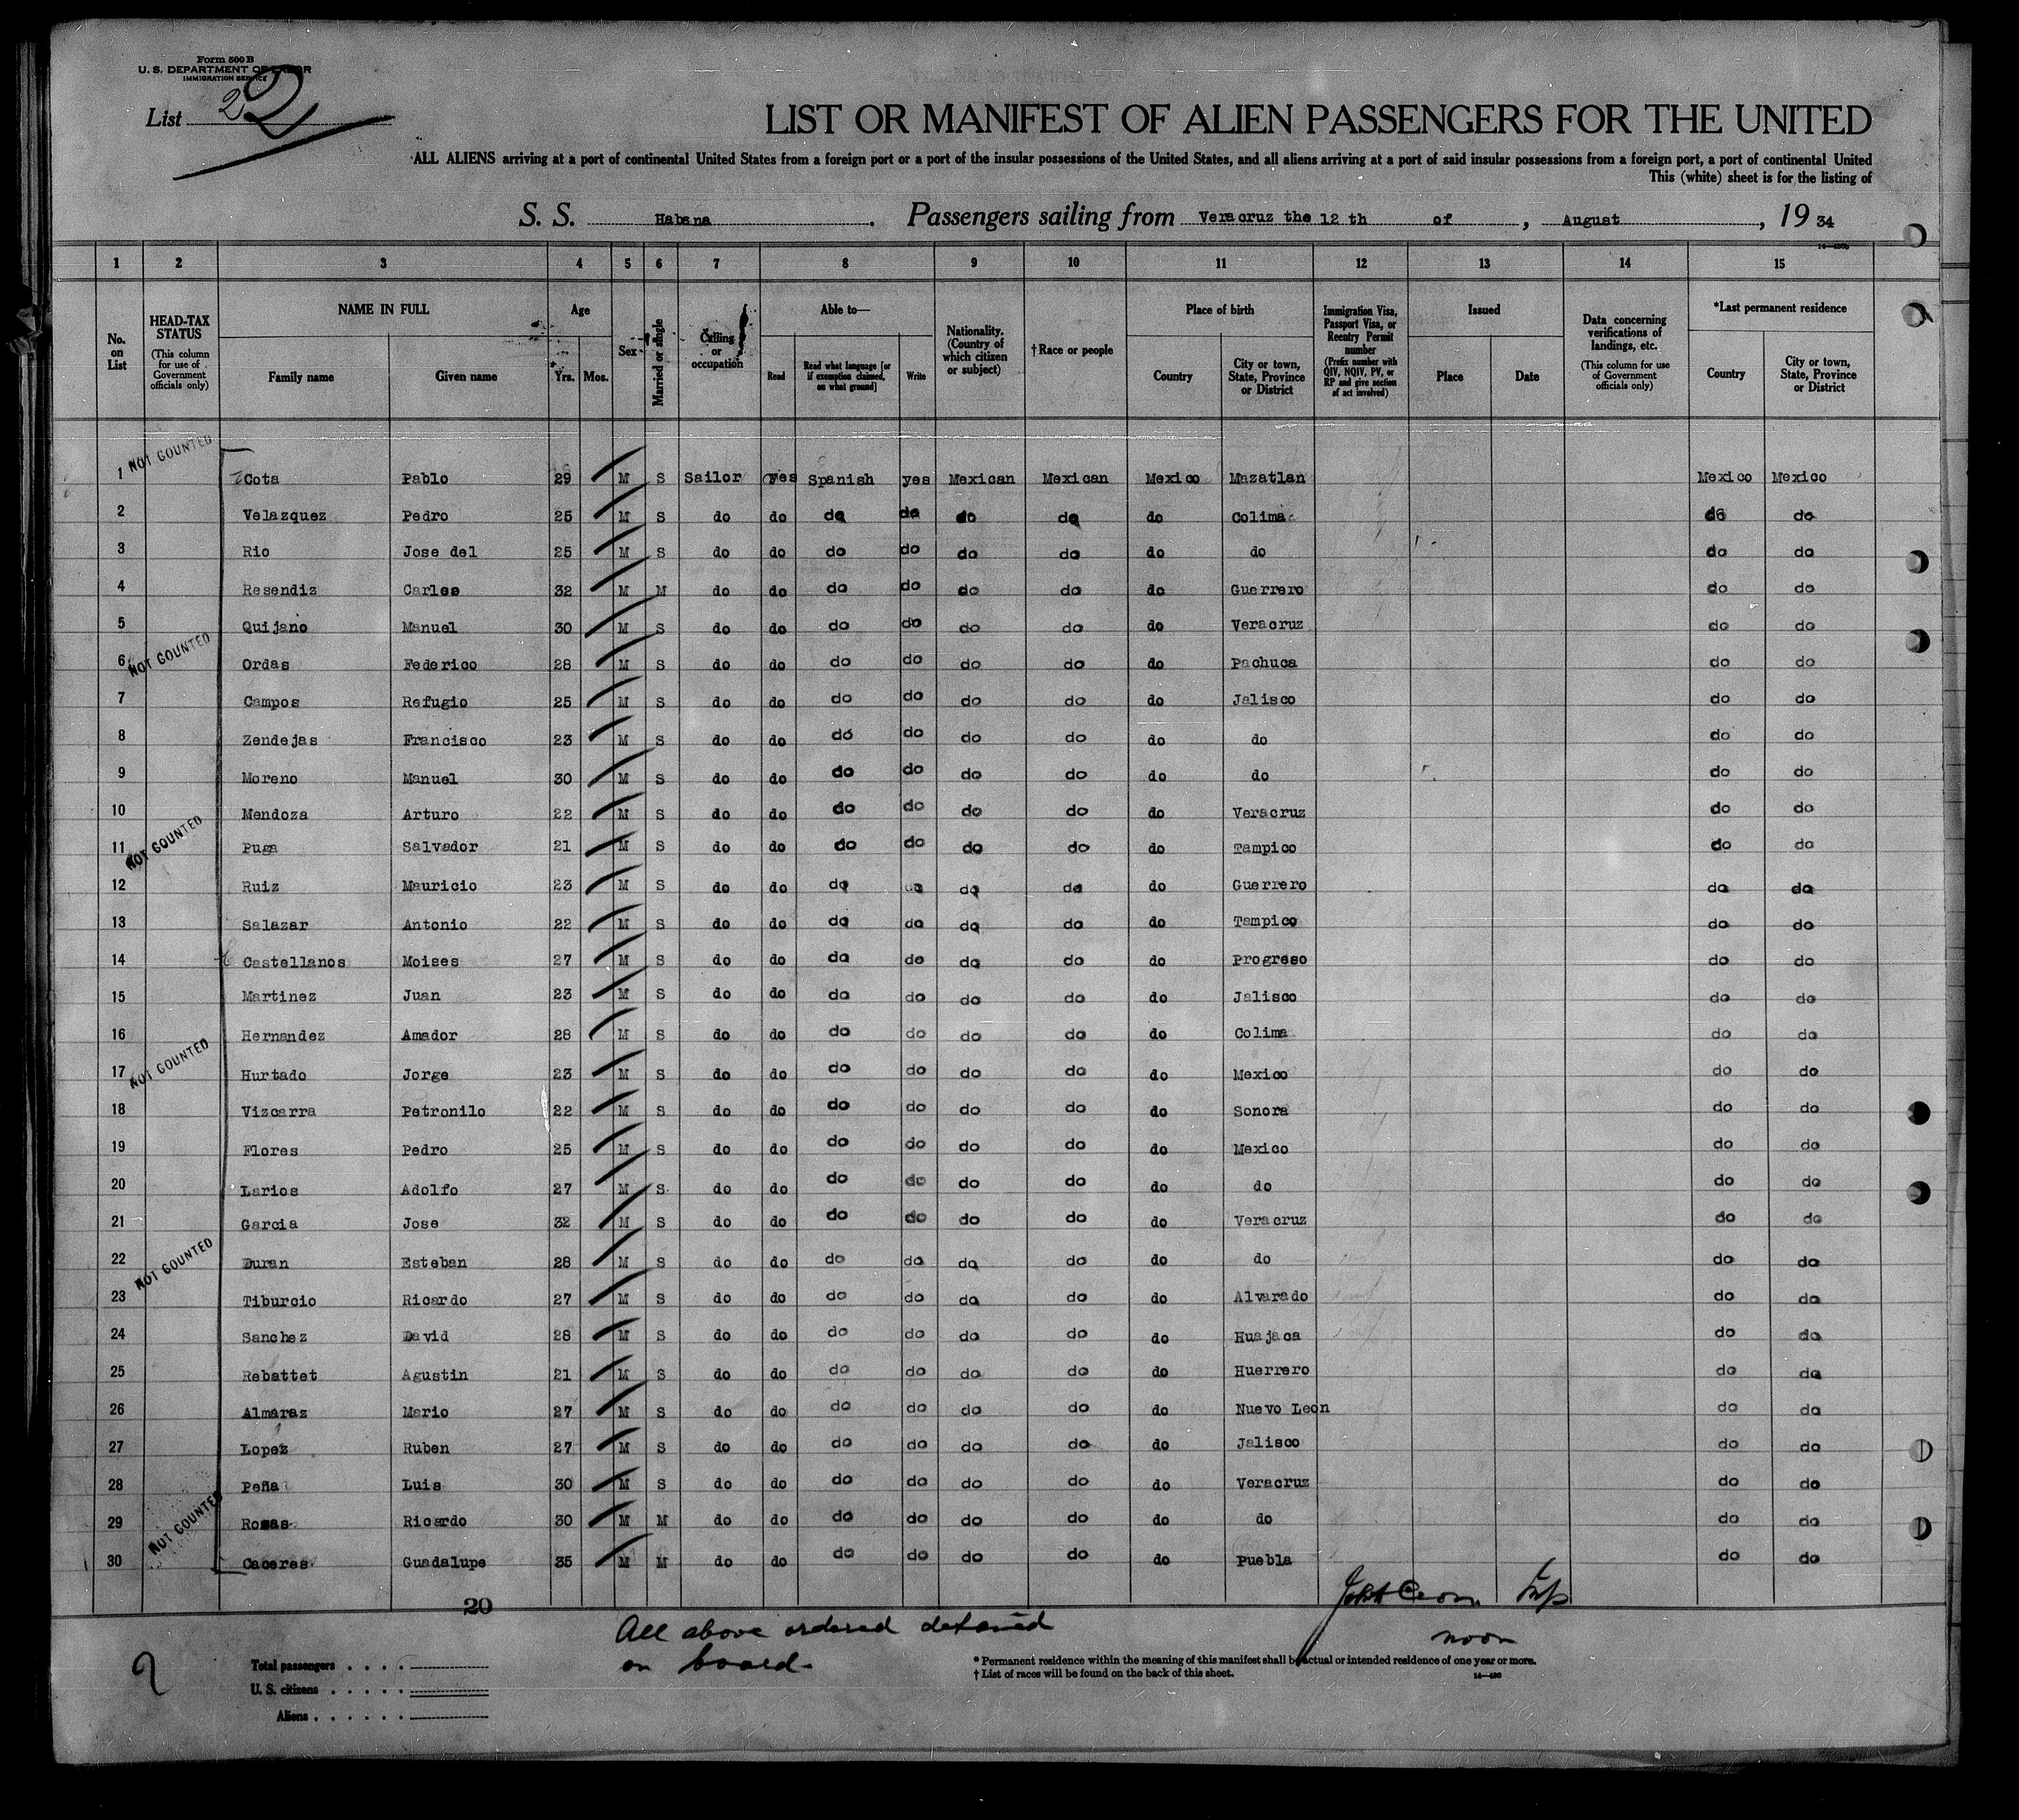 Form 500 B
U. S. DEPARTMENT OF LABOR
IMMIGRATION SERVICE
List 2 2
LIST OR MANIFEST OF ALIEN PASSENGERS FOR THE UNITED
ALL ALIENS arriving at a port of continental United States from a foreign port or a port of the insular possessions of the United States, and all aliens arriving at a port of said insular possessions from a foreign port, a port of continental United
This (white) sheet is for the listing of
S. S. Habana . Passengers sailing from Veracruz the 12 th of , August , 19 34
1 2 3 4 5 6 7 8 9 10 11 12 13 14 15
No. on List
HEAD-TAX STATUS (This column for use of Government officials only)
NAME IN FULL Family name Given name
Age Yrs. Mos.
Sex
Married or single
Calling or occupation
Able to— Read Read what language [or if exemption claimed, on what ground] Write
Nationality. (Country of which citizen or subject)
†Race or people
Place of birth Country City or town, State, Province or District
Immigration Visa, Passport Visa, or Reentry Permit number (Prefix number with QIV, NQIV, PV, or RP and give section of act involved)
Issued Place Date
Data concerning verifications of landings, etc. (This column for use of Government officials only)
*Last permanent residence Country City or town, State, Province or District
NOT COUNTED
1 Cota Pablo 29 M S Sailor yes Spanish yes Mexican Mexican Mexico Mazatlan Mexico Mexico
2 Velazquez Pedro 25 M S do do do do do do do Colima do do
3 Rio Jose del 25 M S do do do do do do do do do do
4 Resendiz Carlos 32 M M do do do do do do do Guerrero do do
5 Quijano Manuel 30 M S do do do do do do do Veracruz do do
NOT COUNTED
6 Ordas Federico 28 M S do do do do do do do Pachuca do do
7 Campos Refugio 25 M S do do do do do do do Jalisco do do
8 Zendejas Francisco 23 M S do do do do do do do do do do
9 Moreno Manuel 30 M S do do do do do do do do do do
10 Mendoza Arturo 22 M S do do do do do do do Veracruz do do
NOT COUNTED
11 Puga Salvador 21 M S do do do do do do do Tampico do do
12 Ruiz Mauricio 23 M S do do do do do do do Guerrero do do
13 Salazar Antonio 22 M S do do do do do do do Tampico do do
14 Castellanos Moises 27 M S do do do do do do do Progreso do do
15 Martinez Juan 23 M S do do do do do do do Jalisco do do
16 Hernandez Amador 28 M S do do do do do do do Colima do do
NOT COUNTED
17 Hurtado Jorge 23 M S do do do do do do do Mexico do do
18 Vizcarra Petronilo 22 M S do do do do do do do Sonora do do
19 Flores Pedro 25 M S do do do do do do do Mexico do do
20 Larios Adolfo 27 M S do do do do do do do do do do
21 Garcia Jose 32 M S do do do do do do do Veracruz do do
22 Duran Esteban 28 M S do do do do do do do do do do
NOT COUNTED
23 Tiburcio Ricardo 27 M S do do do do do do do Alvarado do do
24 Sanchez David 28 M S do do do do do do do Huajaca do do
25 Rebattet Agustin 21 M S do do do do do do do Huerrero do do
26 Almaraz Mario 27 M S do do do do do do do Nuevo Leon do do
27 Lopez Ruben 27 M S do do do do do do do Jalisco do do
28 Peña Luis 30 M S do do do do do do do Veracruz do do
NOT COUNTED
29 Rosas Ricardo 30 M M do do do do do do do do do do
30 Caceres Guadalupe 35 M M do do do do do do do Puebla do do
20
All above ordered detained
on board
noon
Total passengers
U. S. citizens
Aliens
* Permanent residence within the meaning of this manifest shall be actual or intended residence of one year or more.
† List of races will be found on the back of this sheet.
14—430